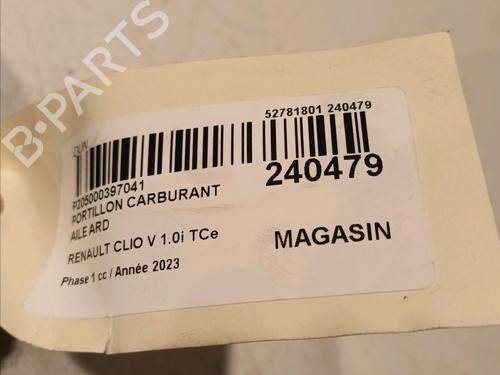 B-PARTS
52781801 240479
DUN
P205000397041
240479
PORTILLON CARBURANT
AILE ARD
RENAULT CLIO V 1.0i TCe
MAGASIN
Phase 1 cc / Année 2023